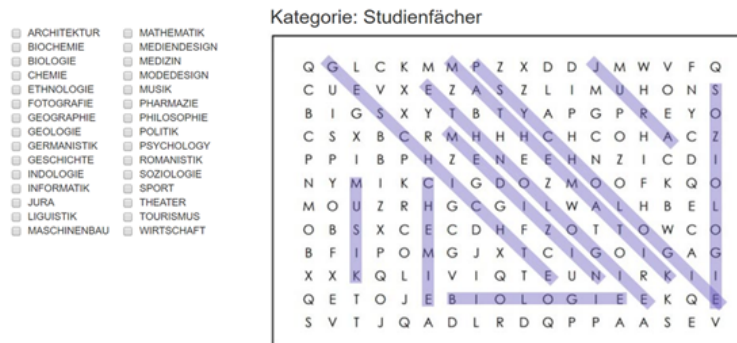 Kategorie: Studienfächer
ARCHITEKTUR
BIOCHEMIE
BIOLOGIE
CHEMIE
ETHNOLOGIE
FOTOGRAFIE
GEOGRAPHIE
GEOLOGIE
GERMANISTIK
GESCHICHTE
INDOLOGIE
INFORMATIK
JURA
LIGUISTIK
MASCHINENBAU
MATHEMATIK
MEDIENDESIGN
MEDIZIN
MODEDESIGN
MUSIK
PHARMAZIE
PHILOSOPHIE
POLITIK
PSYCHOLOGY
ROMANISTIK
SOZIOLOGIE
SPORT
THEATER
TOURISMUS
WIRTSCHAFT
Q G L C K M M P Z X D D J M W V F Q
C U E V X E Z A S Z L I M U H O N S
B I G S X Y T B T Y A P G P R E Y O
C S X B C R M H H H C H C O H A C Z
P P I B P H Z E N E E H N Z I C D I
N Y M I K C I G D O Z M O O F K Q O
M O U Z R H G C G I L W A L H B E L
O B S X C E C D H F Z O T T O W C O
B F I P O M G J X T C I G O I G A G
X X K Q L I V I Q T E U N I R K I I
Q E T O J E B I O L O G I E E K Q E
S V T J Q A D L R D Q P P A A S E V